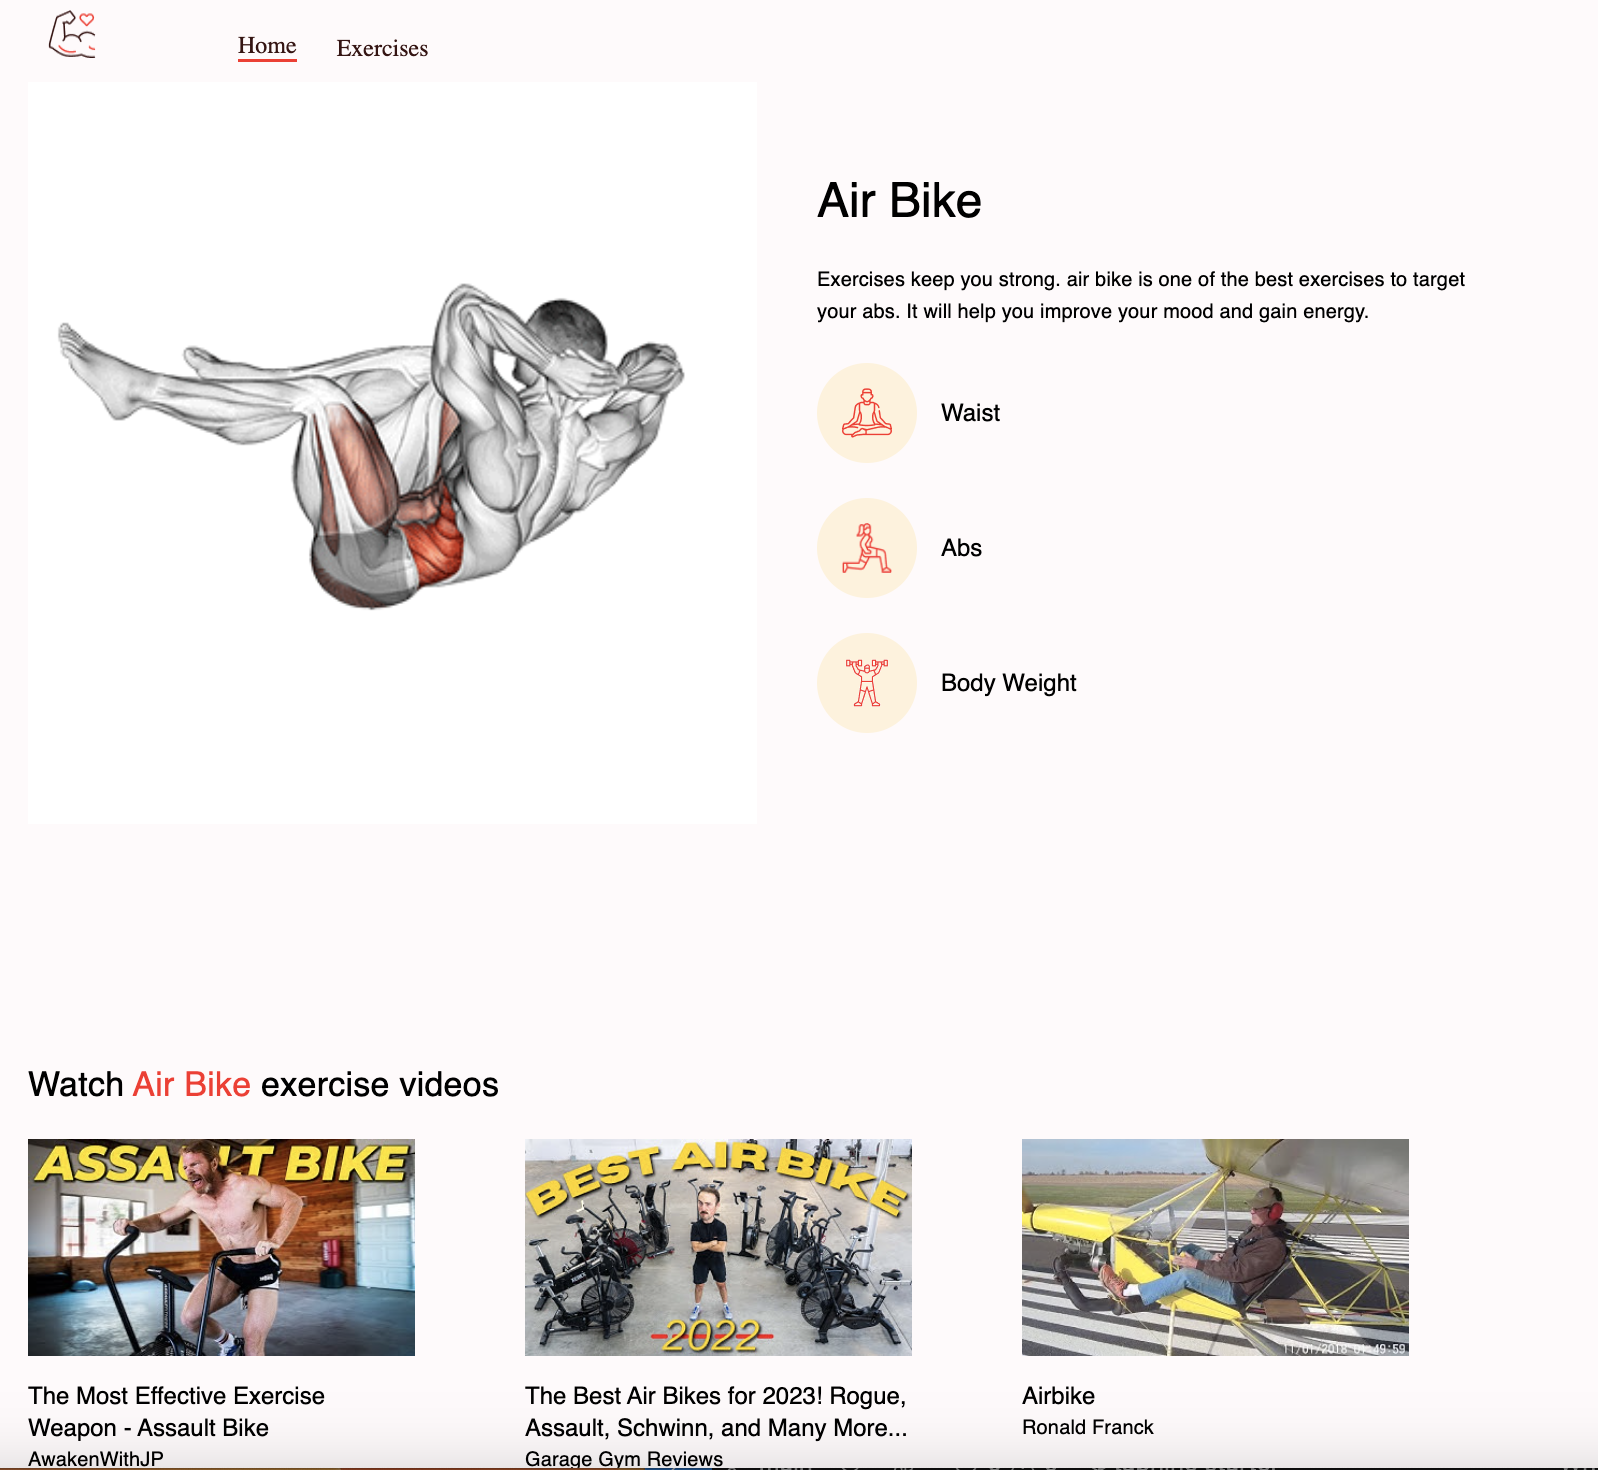 Home
Exercises
Air Bike
Exercises keep you strong. air bike is one of the best exercises to target
your abs. It will help you improve your mood and gain energy.
Waist
Abs
Body Weight
Watch Air Bike exercise videos
ASSAULT BIKE
BEST AIR BIKE
2022
11/01/2018 01:49:59
The Most Effective Exercise
Weapon - Assault Bike
AwakenWithJP
The Best Air Bikes for 2023! Rogue,
Assault, Schwinn, and Many More...
Garage Gym Reviews
Airbike
Ronald Franck